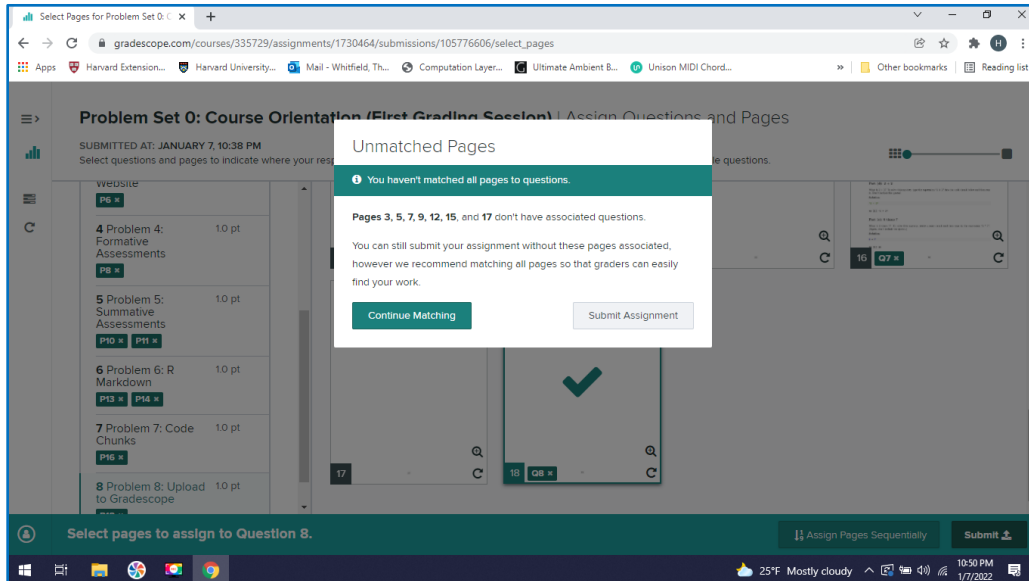 Select Pages for Problem Set 0: C
gradescope.com/courses/335729/assignments/1730464/submissions/105776606/select_pages
H
Apps
Harvard Extension...
Harvard University...
Mail - Whitfield, Th...
Computation Layer...
Ultimate Ambient B...
Unison MIDI Chord...
»
Other bookmarks
Reading list
Problem Set 0: Course Orientation (First Grading Session) | Assign Questions and Pages
SUBMITTED AT: JANUARY 7, 10:38 PM
Select questions and pages to indicate where your
questions.
Website
P6 ×
4 Problem 4: 1.0 pt
Formative
Assessments
P8 ×
5 Problem 5: 1.0 pt
Summative
Assessments
P10 × P11 ×
6 Problem 6: R 1.0 pt
Markdown
P13 × P14 ×
7 Problem 7: Code 1.0 pt
Chunks
P16 ×
8 Problem 8: Upload 1.0 pt
to Gradescope
Unmatched Pages
You haven't matched all pages to questions.
Pages 3, 5, 7, 9, 12, 15, and 17 don't have associated questions.
You can still submit your assignment without these pages associated,
however we recommend matching all pages so that graders can easily
find your work.
Continue Matching
Submit Assignment
16 Q7 ×
17
18 Q8 ×
Select pages to assign to Question 8.
Assign Pages Sequentially
Submit
25°F Mostly cloudy
10:50 PM
1/7/2022